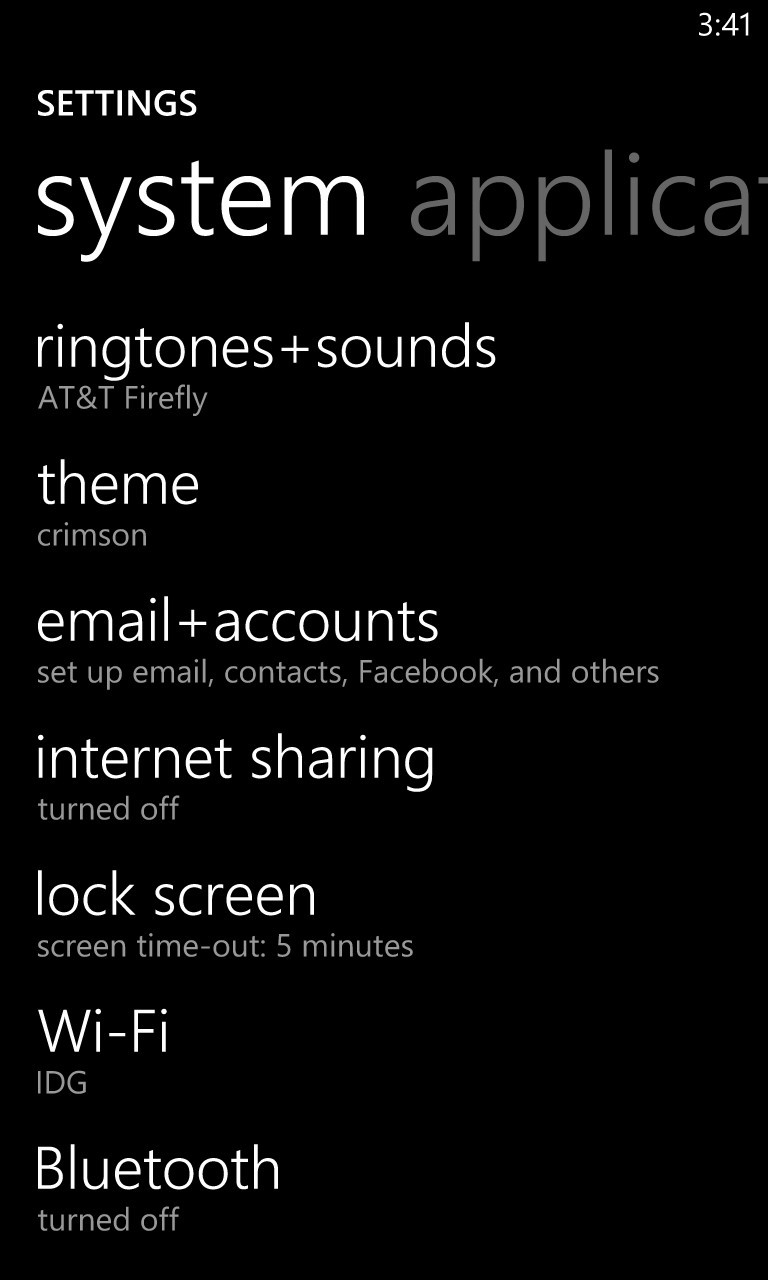 3:41
SETTINGS
system applicat
ringtones+sounds
AT&T Firefly
theme
crimson
email+accounts
set up email, contacts, Facebook, and others
internet sharing
turned off
lock screen
screen time-out: 5 minutes
Wi-Fi
IDG
Bluetooth
turned off